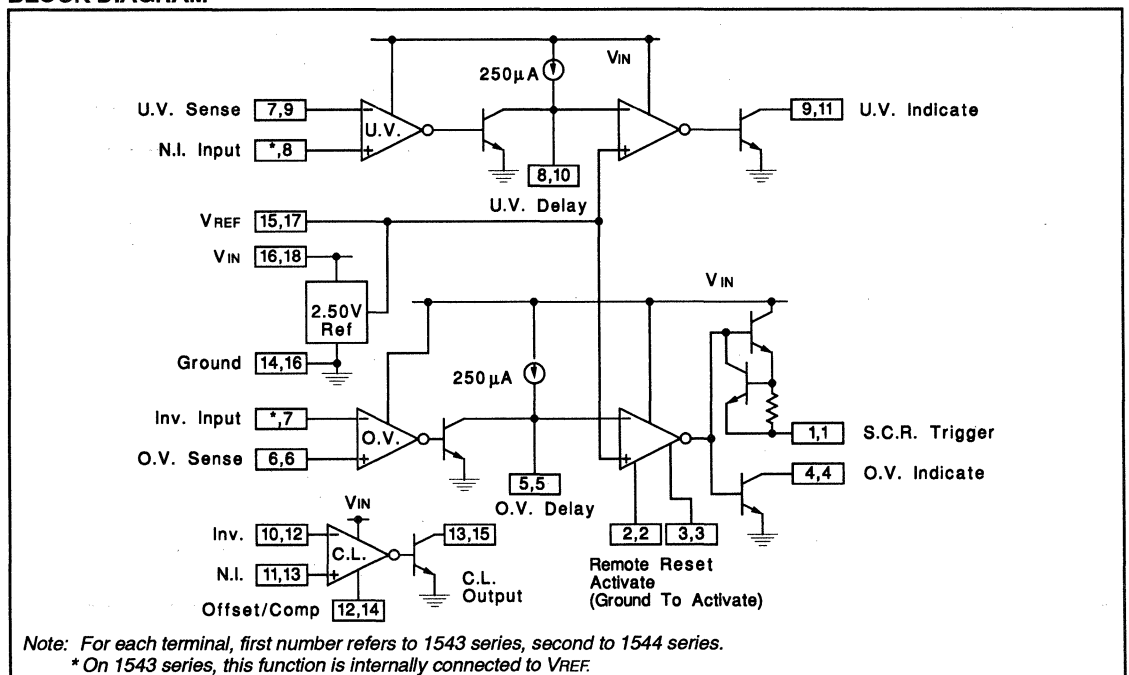 BLOCK DIAGRAM
VIN
250µA
U.V. Sense 7,9
− U.V. +
N.I. Input *,8
− +
9,11 U.V. Indicate
8,10
U.V. Delay
VREF 15,17
VIN 16,18
2.50V
Ref
Ground 14,16
VIN
250µA
Inv. Input *,7
− O.V. +
O.V. Sense 6,6
− +
1,1 S.C.R. Trigger
4,4 O.V. Indicate
5,5
O.V. Delay
2,2 3,3
Remote Reset
Activate
(Ground To Activate)
VIN
Inv. 10,12
− C.L. +
13,15
N.I. 11,13
C.L.
Output
Offset/Comp 12,14
Note: For each terminal, first number refers to 1543 series, second to 1544 series.
* On 1543 series, this function is internally connected to VREF.